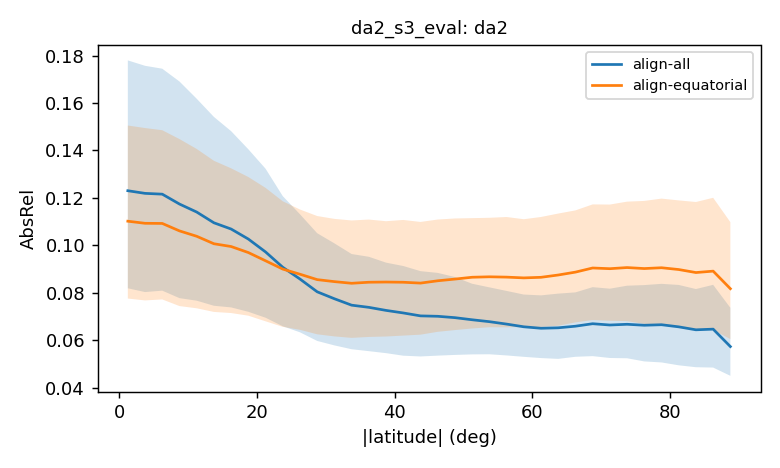 da2_s3_eval: da2
align-all
align-equatorial
AbsRel
0.18
0.16
0.14
0.12
0.10
0.08
0.06
0.04
0
20
40
60
80
|latitude| (deg)